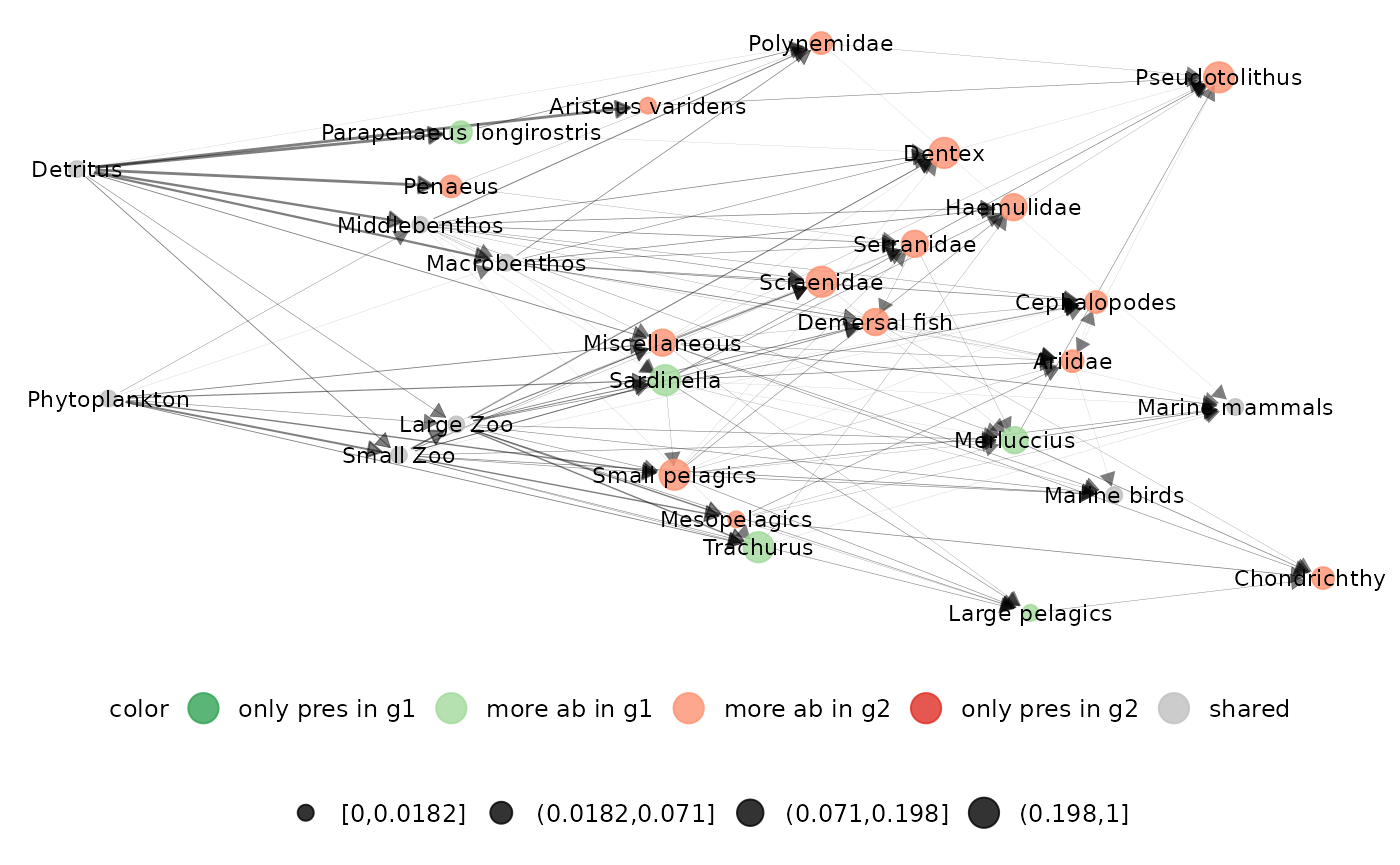 Polynemidae
Pseudotolithus
Aristeus varidens
Parapenaeus longirostris
Dentex
Detritus
Penaeus
Haemulidae
Middlebenthos
Serranidae
Macrobenthos
Sciaenidae
Cephalopodes
Demersal fish
Miscellaneous
Ariidae
Sardinella
Phytoplankton
Marine mammals
Large Zoo
Merluccius
Small Zoo
Small pelagics
Marine birds
Mesopelagics
Trachurus
Chondrichthy
Large pelagics
color only pres in g1 more ab in g1 more ab in g2 only pres in g2 shared
[0,0.0182] (0.0182,0.071] (0.071,0.198] (0.198,1]